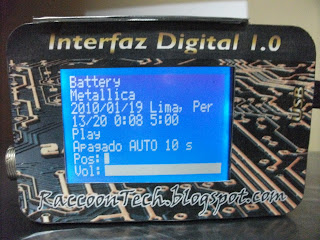 Interfaz Digital 1.0
Battery
Metallica
2010/01/19 Lima, Per
13/20 0:08 5:00
Play
Apagado AUTO 10 s
Pos:
Vol:
USB
RaccoonTech.blogspot.com